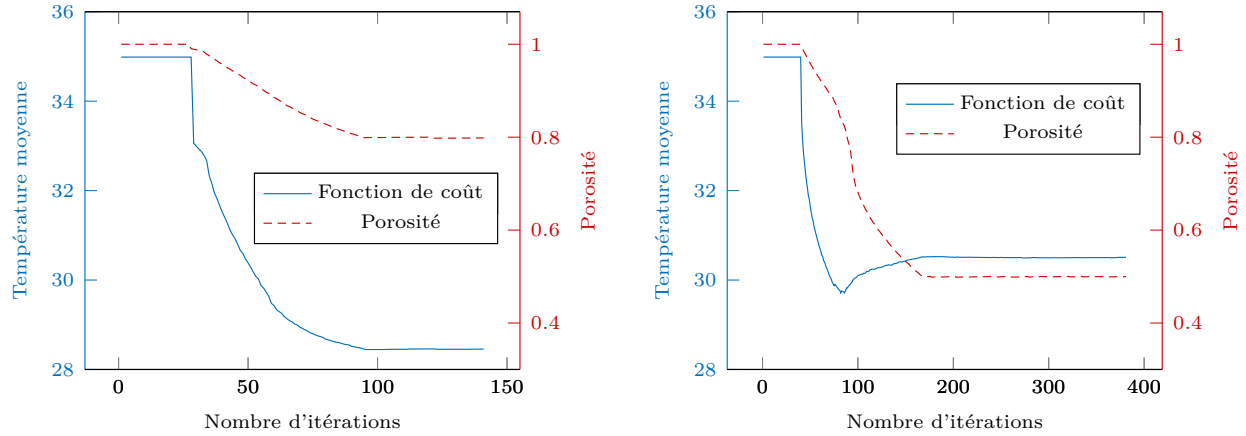 Température moyenne
36
34
32
30
28
0
50
100
150
Nombre d'itérations
1
0.8
0.6
0.4
Porosité
Fonction de coût
Porosité
Température moyenne
36
34
32
30
28
0
100
200
300
400
Nombre d'itérations
1
0.8
0.6
0.4
Porosité
Fonction de coût
Porosité